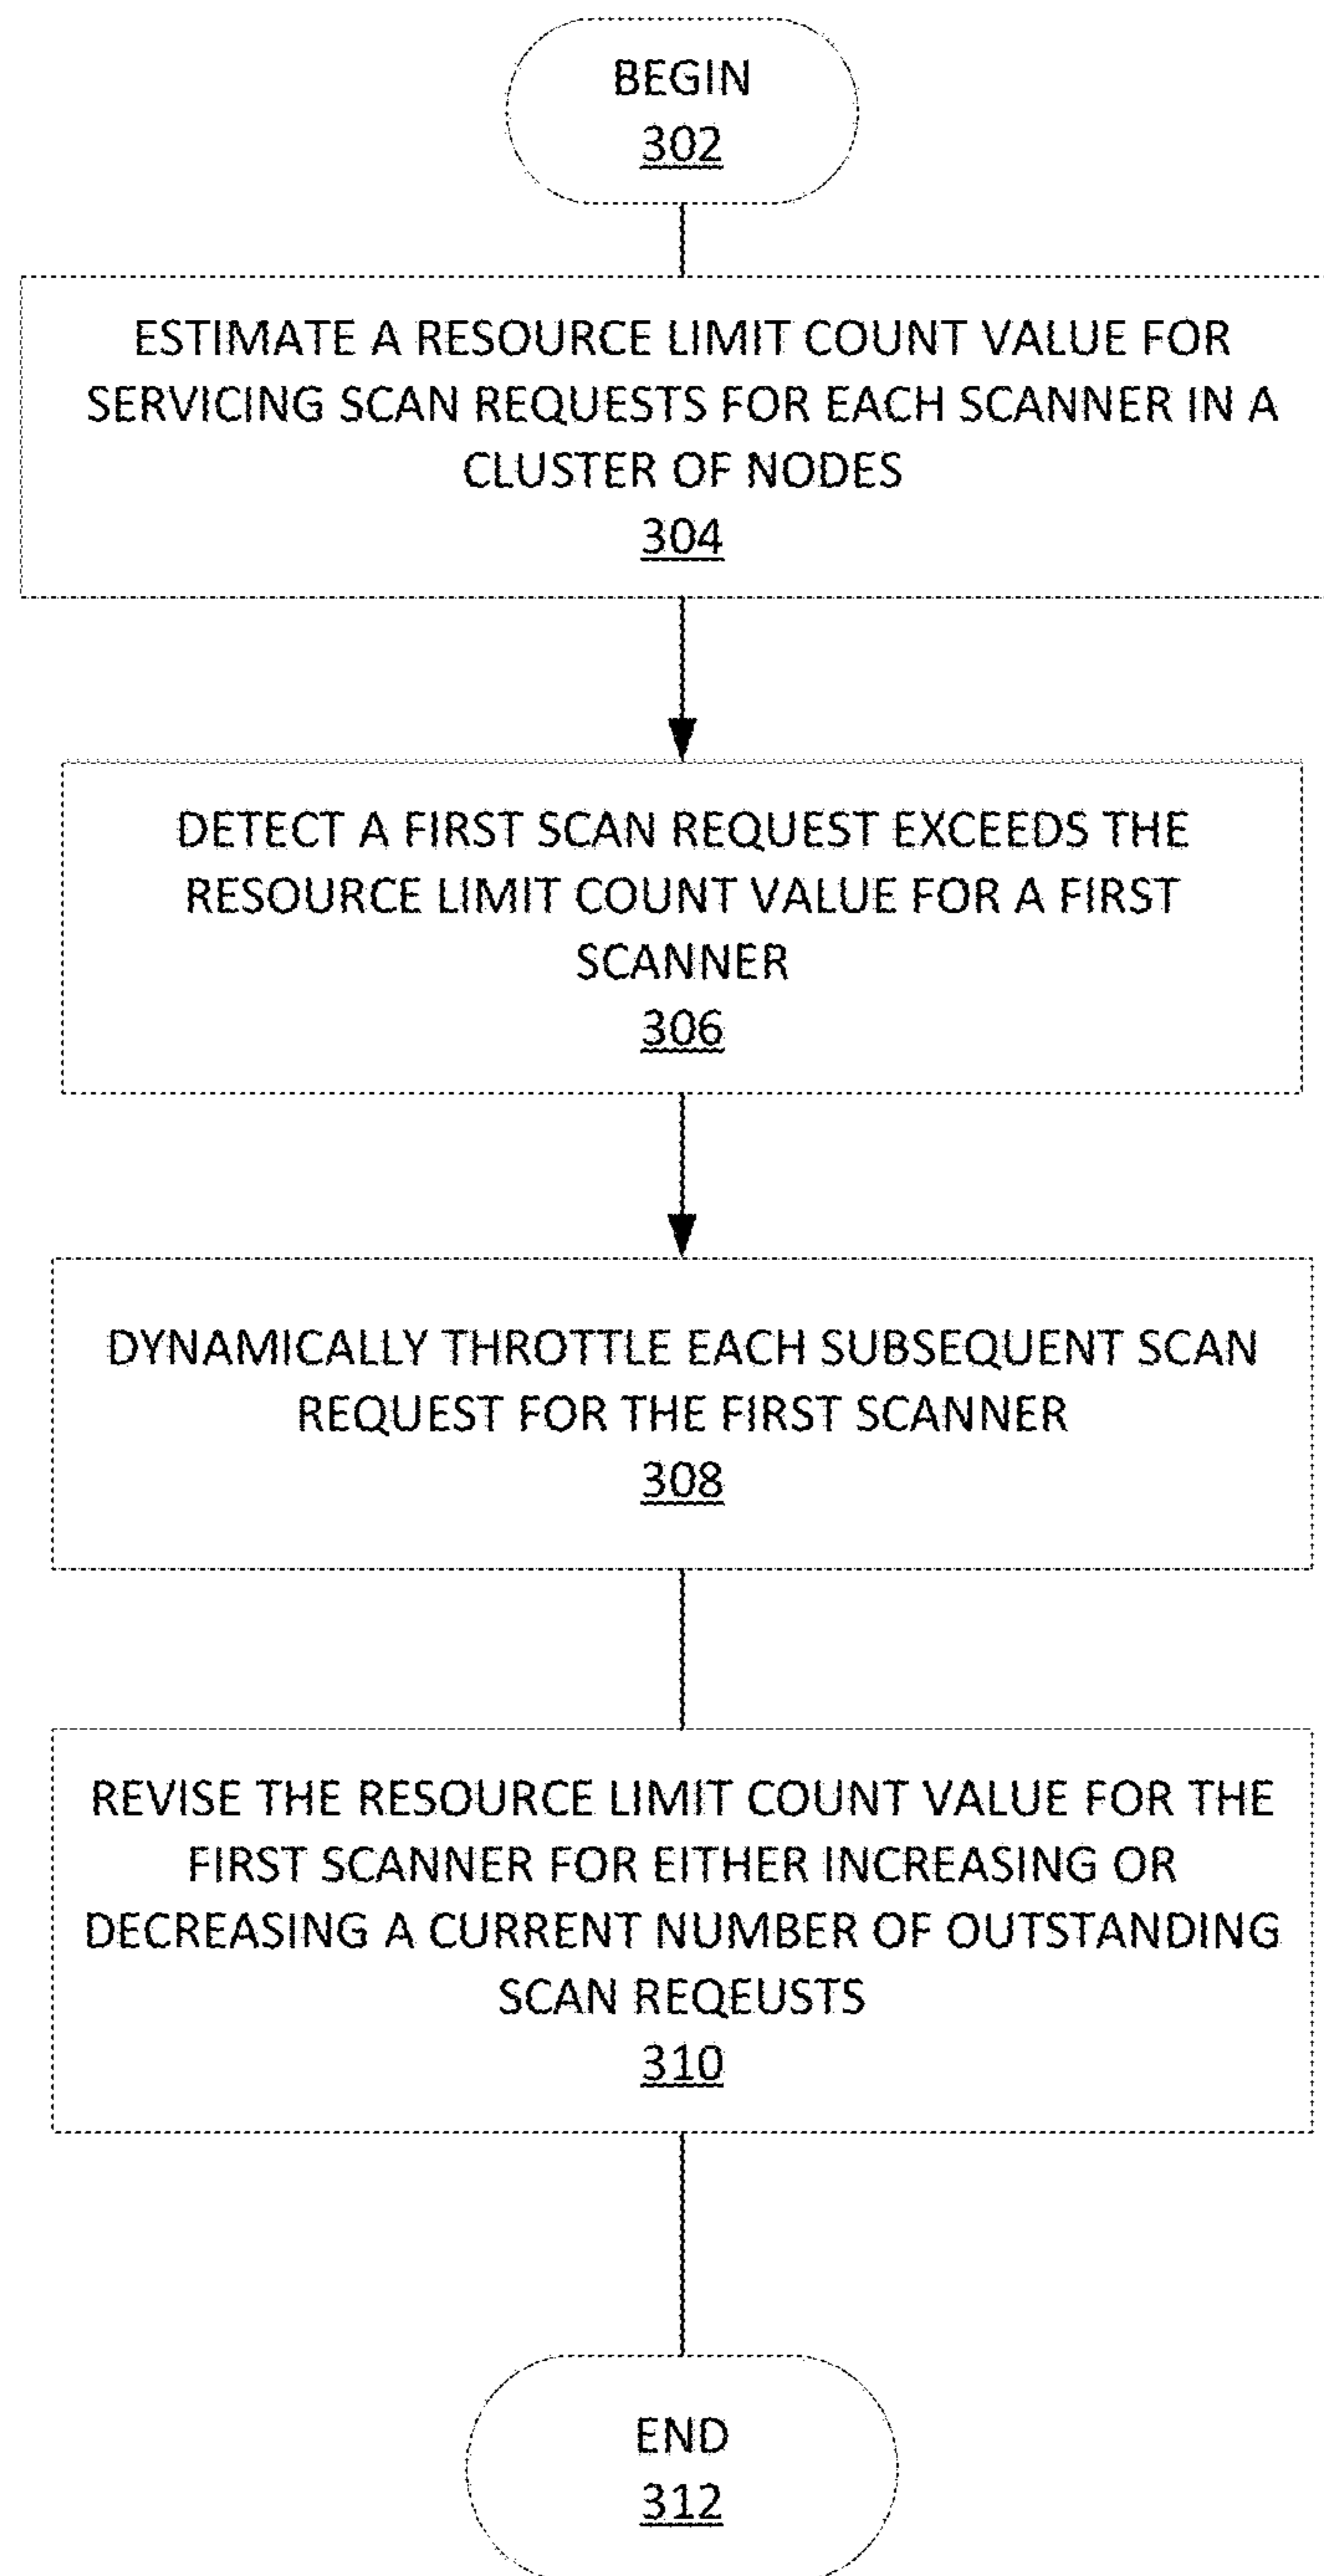 BEGIN
302
ESTIMATE A RESOURCE LIMIT COUNT VALUE FOR
SERVICING SCAN REQUESTS FOR EACH SCANNER IN A
CLUSTER OF NODES
304
DETECT A FIRST SCAN REQUEST EXCEEDS THE
RESOURCE LIMIT COUNT VALUE FOR A FIRST
SCANNER
306
DYNAMICALLY THROTTLE EACH SUBSEQUENT SCAN
REQUEST FOR THE FIRST SCANNER
308
REVISE THE RESOURCE LIMIT COUNT VALUE FOR THE
FIRST SCANNER FOR EITHER INCREASING OR
DECREASING A CURRENT NUMBER OF OUTSTANDING
SCAN REQEUSTS
310
END
312